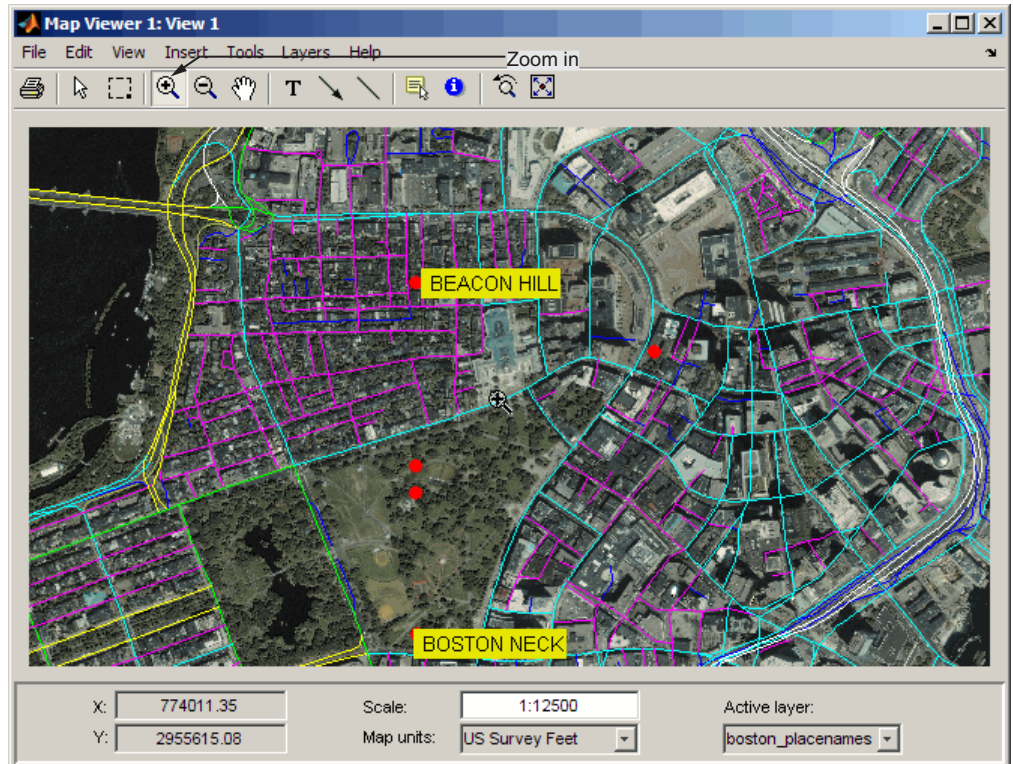 Map Viewer 1: View 1
File Edit View Insert Tools Layers Help
Zoom in
T
BEACON HILL
BOSTON NECK
X: 774011.35
Scale: 1:12500
Active layer:
Y: 2955615.08
Map units: US Survey Feet
boston_placenames